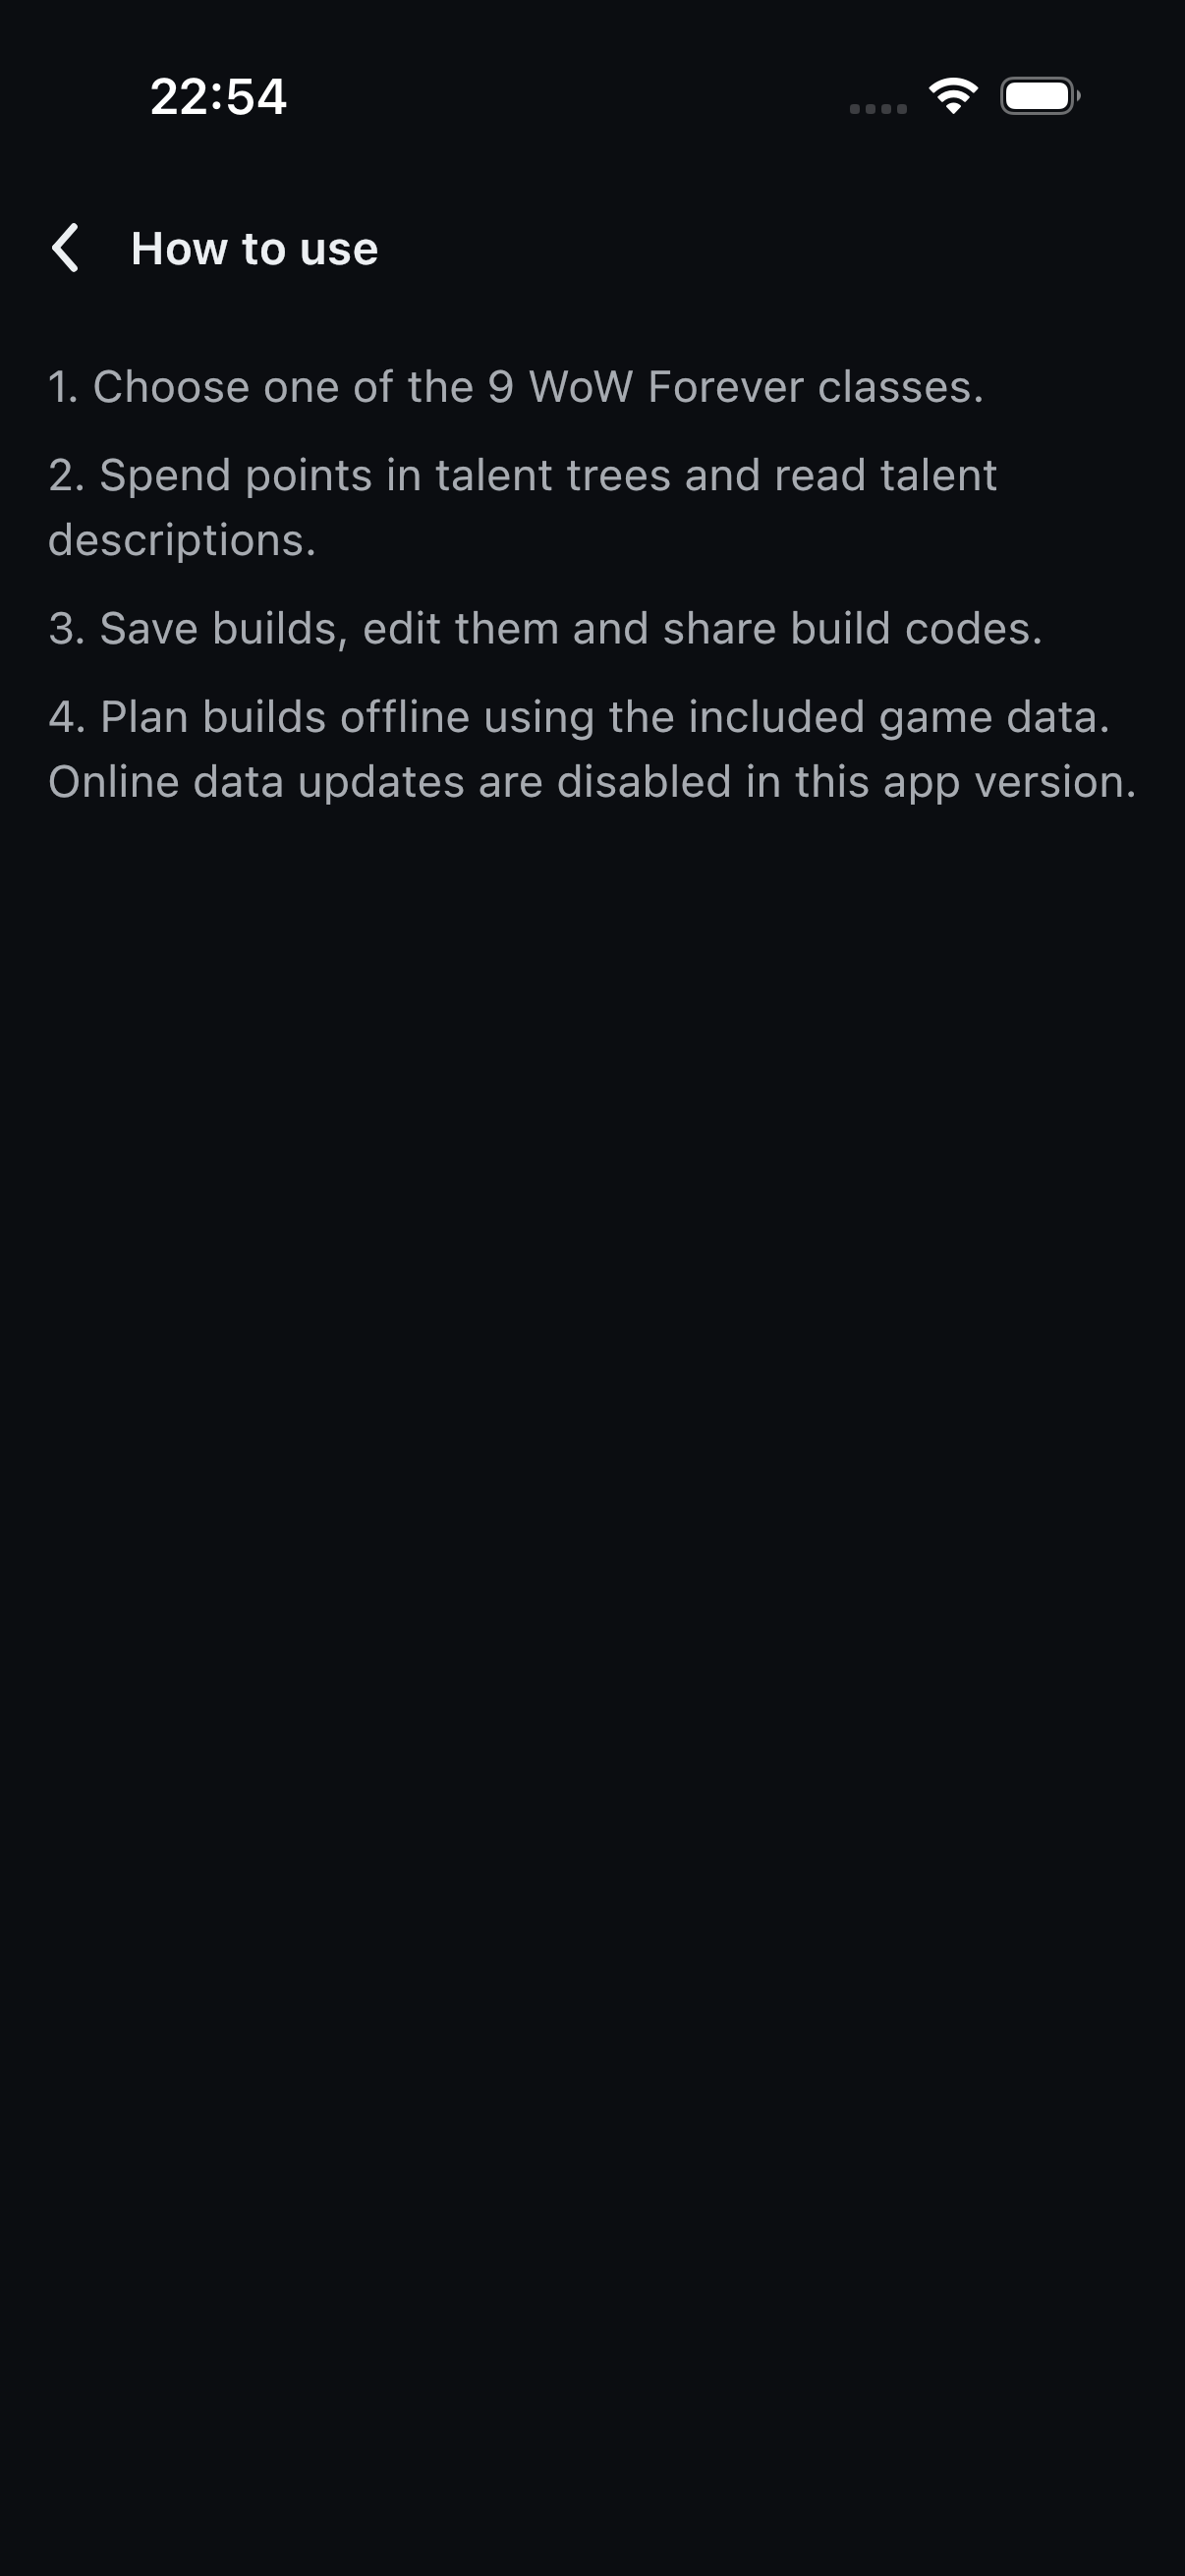 22:54
How to use
1. Choose one of the 9 WoW Forever classes.
2. Spend points in talent trees and read talent
descriptions.
3. Save builds, edit them and share build codes.
4. Plan builds offline using the included game data.
Online data updates are disabled in this app version.